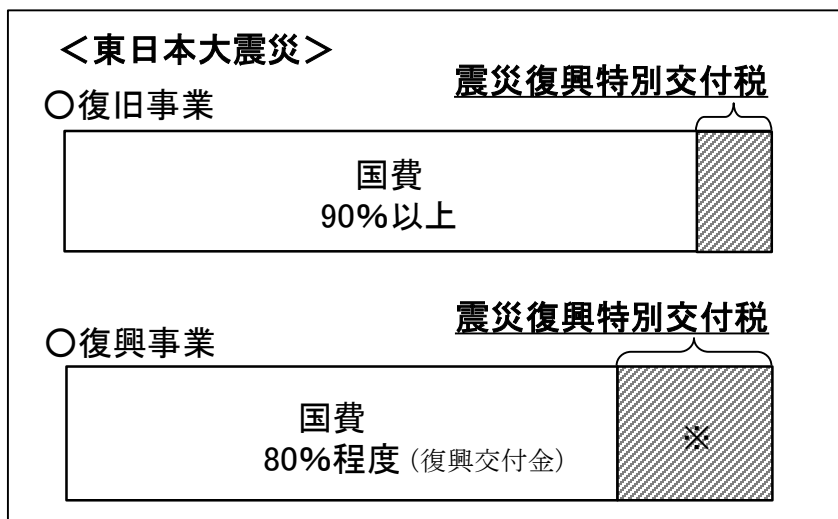 ＜東日本大震災＞
震災復興特別交付税
○復旧事業
国費
90%以上
震災復興特別交付税
○復興事業
国費
80%程度（復興交付金）
※